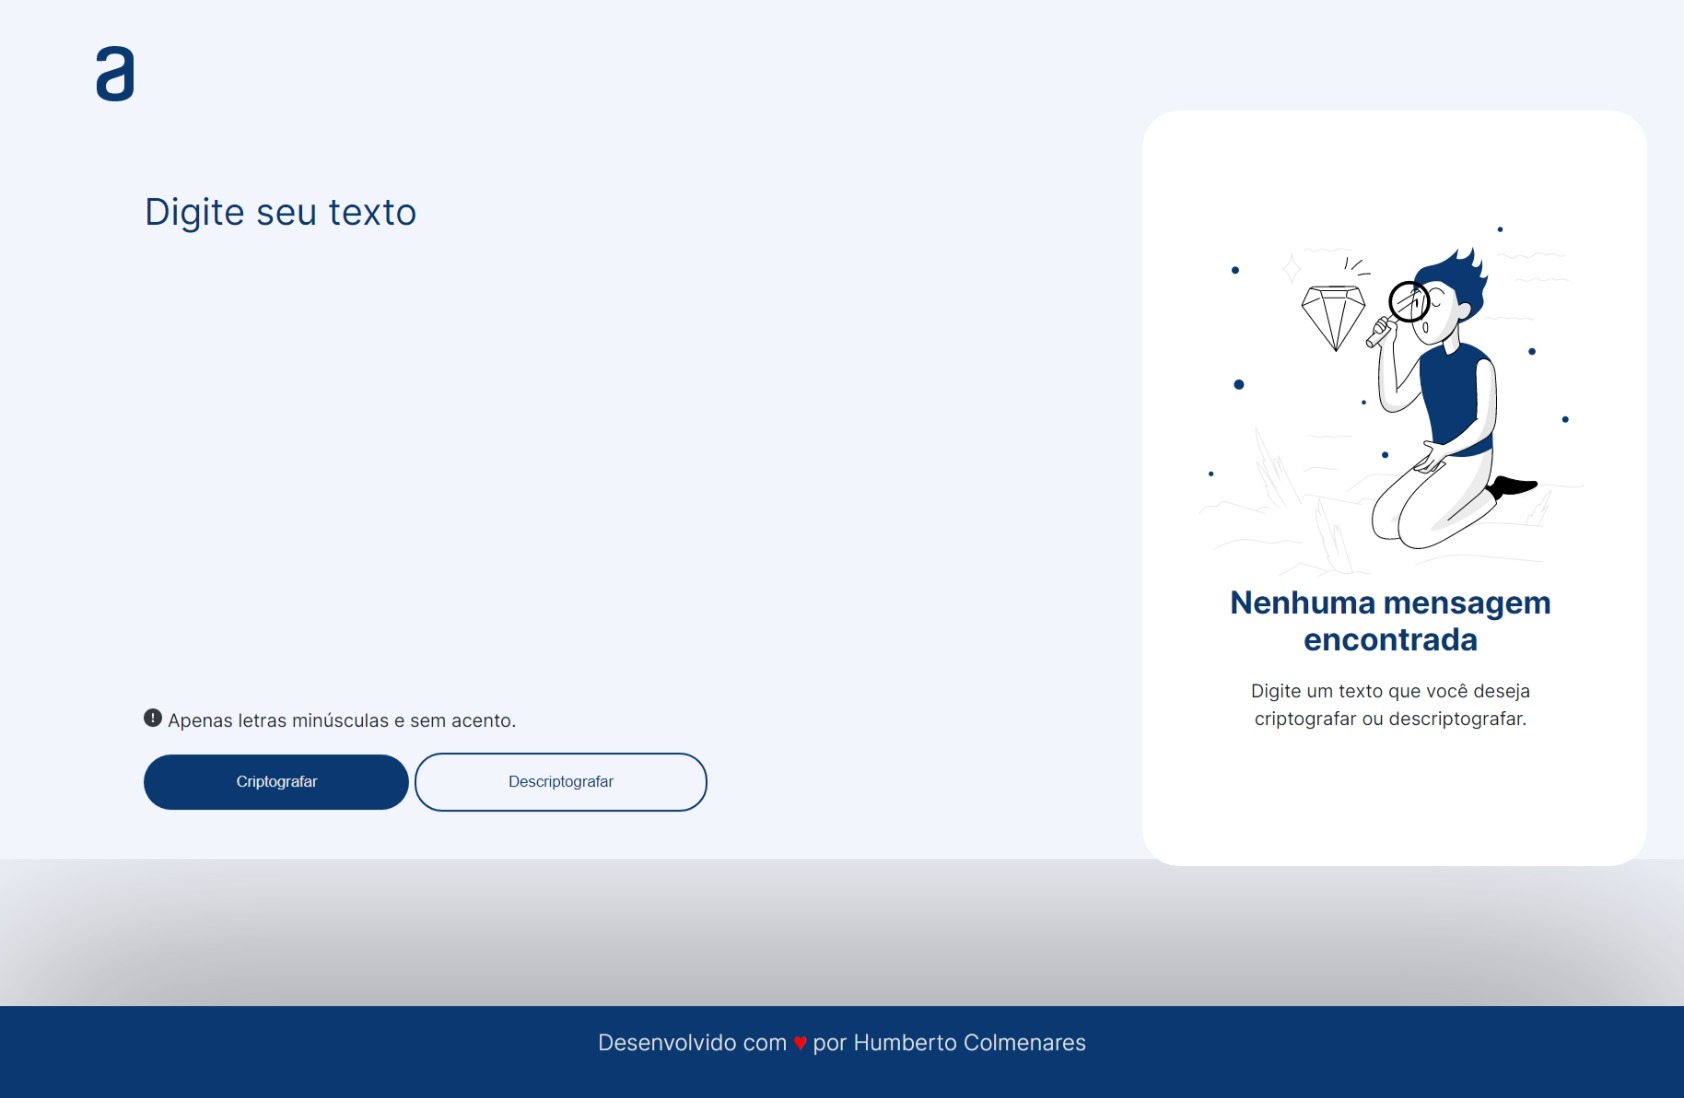 a
Digite seu texto
Apenas letras minúsculas e sem acento.
Criptografar
Descriptografar
Nenhuma mensagem
encontrada
Digite um texto que você deseja
criptografar ou descriptografar.
Desenvolvido com ♥ por Humberto Colmenares